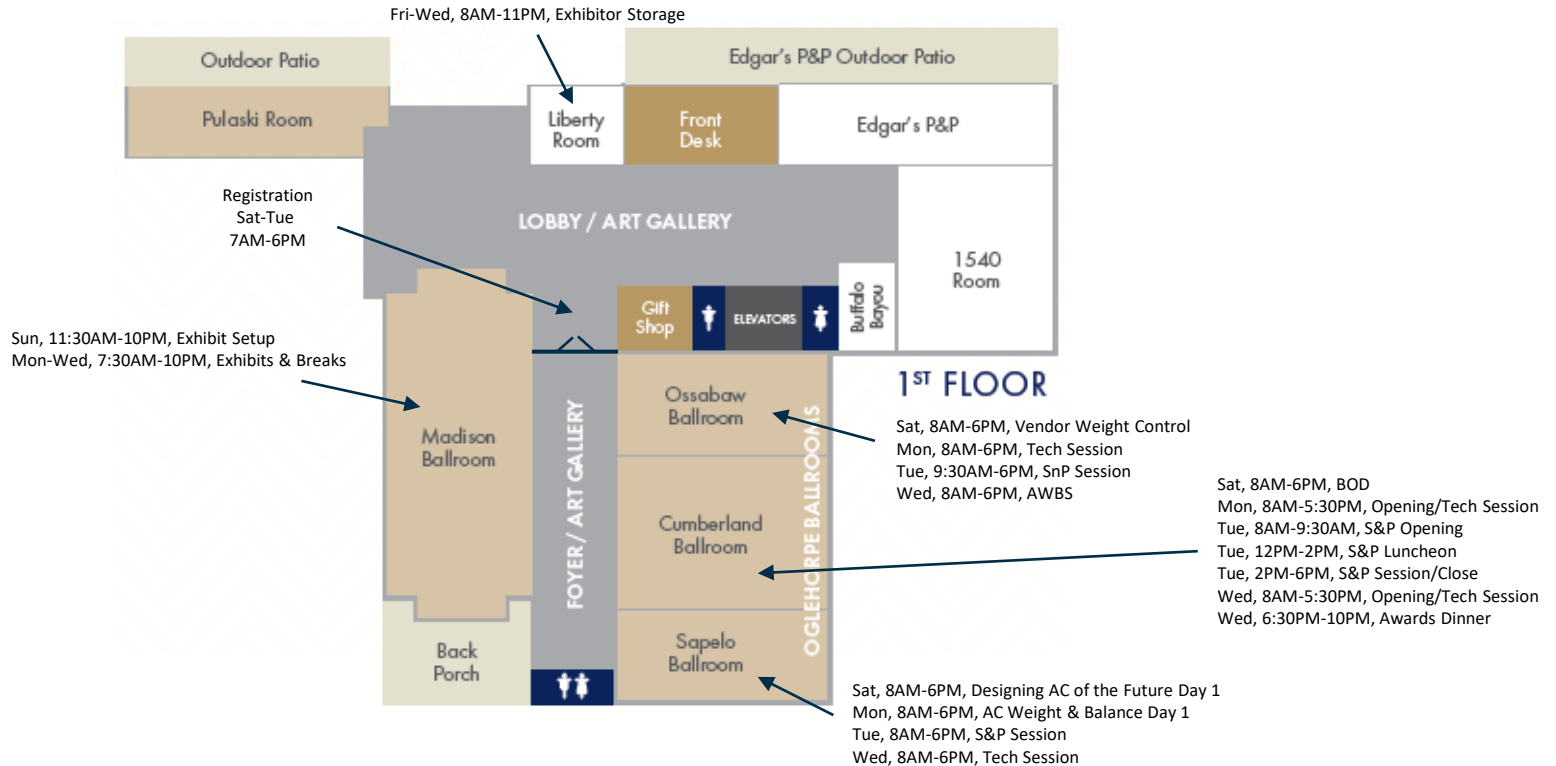 Fri-Wed, 8AM-11PM, Exhibitor Storage
Outdoor Patio
Edgar's P&P Outdoor Patio
Pulaski Room
Liberty
Room
Front
Desk
Edgar's P&P
Registration
Sat-Tue
7AM-6PM
LOBBY / ART GALLERY
1540
Room
Gift
Shop
ELEVATORS
Buffalo
Bayou
Sun, 11:30AM-10PM, Exhibit Setup
Mon-Wed, 7:30AM-10PM, Exhibits & Breaks
1ST FLOOR
Ossabaw
Ballroom
Madison
Ballroom
FOYER / ART GALLERY
OGLEHORPE BALLROOMS
Sat, 8AM-6PM, Vendor Weight Control
Mon, 8AM-6PM, Tech Session
Tue, 9:30AM-6PM, SnP Session
Wed, 8AM-6PM, AWBS
Cumberland
Ballroom
Sat, 8AM-6PM, BOD
Mon, 8AM-5:30PM, Opening/Tech Session
Tue, 8AM-9:30AM, S&P Opening
Tue, 12PM-2PM, S&P Luncheon
Tue, 2PM-6PM, S&P Session/Close
Wed, 8AM-5:30PM, Opening/Tech Session
Wed, 6:30PM-10PM, Awards Dinner
Back
Porch
Sapelo
Ballroom
Sat, 8AM-6PM, Designing AC of the Future Day 1
Mon, 8AM-6PM, AC Weight & Balance Day 1
Tue, 8AM-6PM, S&P Session
Wed, 8AM-6PM, Tech Session